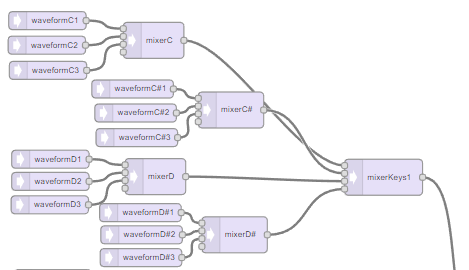 waveformC1
waveformC2
waveformC3
mixerC
waveformC#1
waveformC#2
waveformC#3
mixerC#
waveformD1
waveformD2
waveformD3
mixerD
waveformD#1
waveformD#2
waveformD#3
mixerD#
mixerKeys1